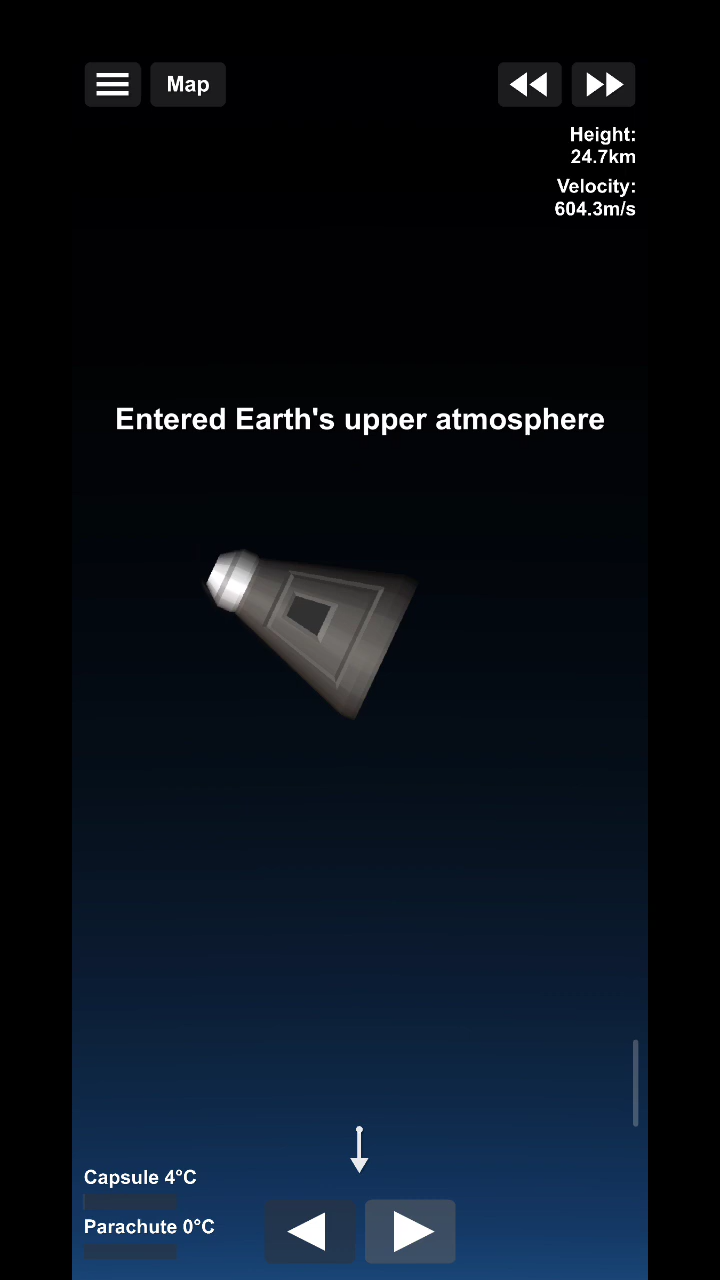 Map
Height:
24.7km
Velocity:
604.3m/s
Entered Earth's upper atmosphere
Capsule 4°C
Parachute 0°C